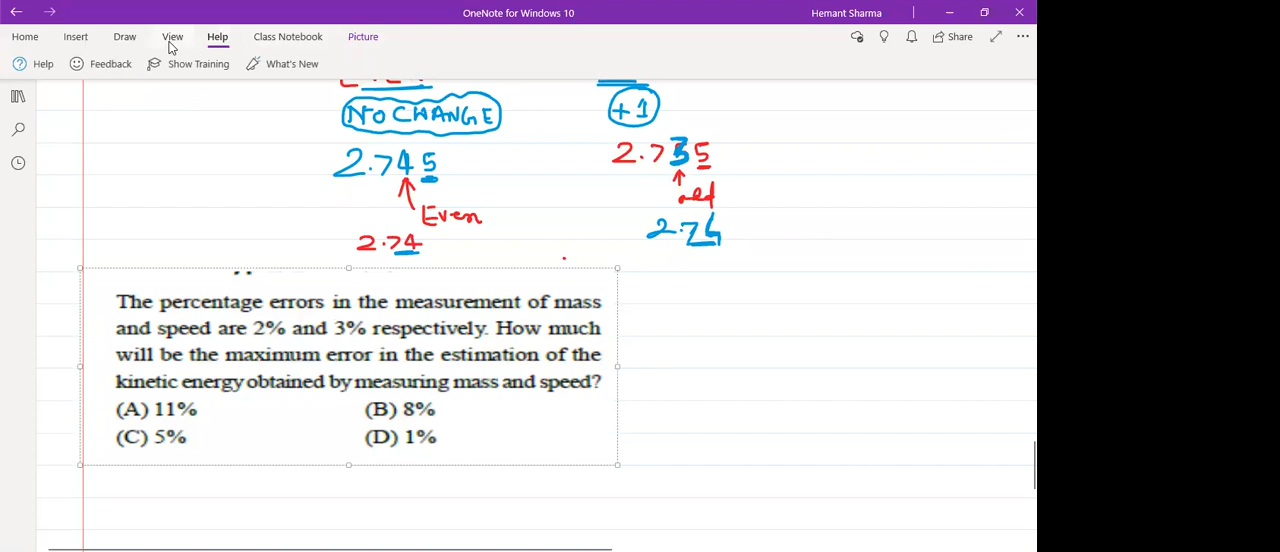 OneNote for Windows 10
Hemant Sharma
Home Insert Draw View Help Class Notebook Picture
Share
Help Feedback Show Training What's New
NO CHANGE
+1
2.745
2.735
Even
odd
2.74
2.74
The percentage errors in the measurement of mass
and speed are 2% and 3% respectively. How much
will be the maximum error in the estimation of the
kinetic energy obtained by measuring mass and speed?
(A) 11% (B) 8%
(C) 5% (D) 1%